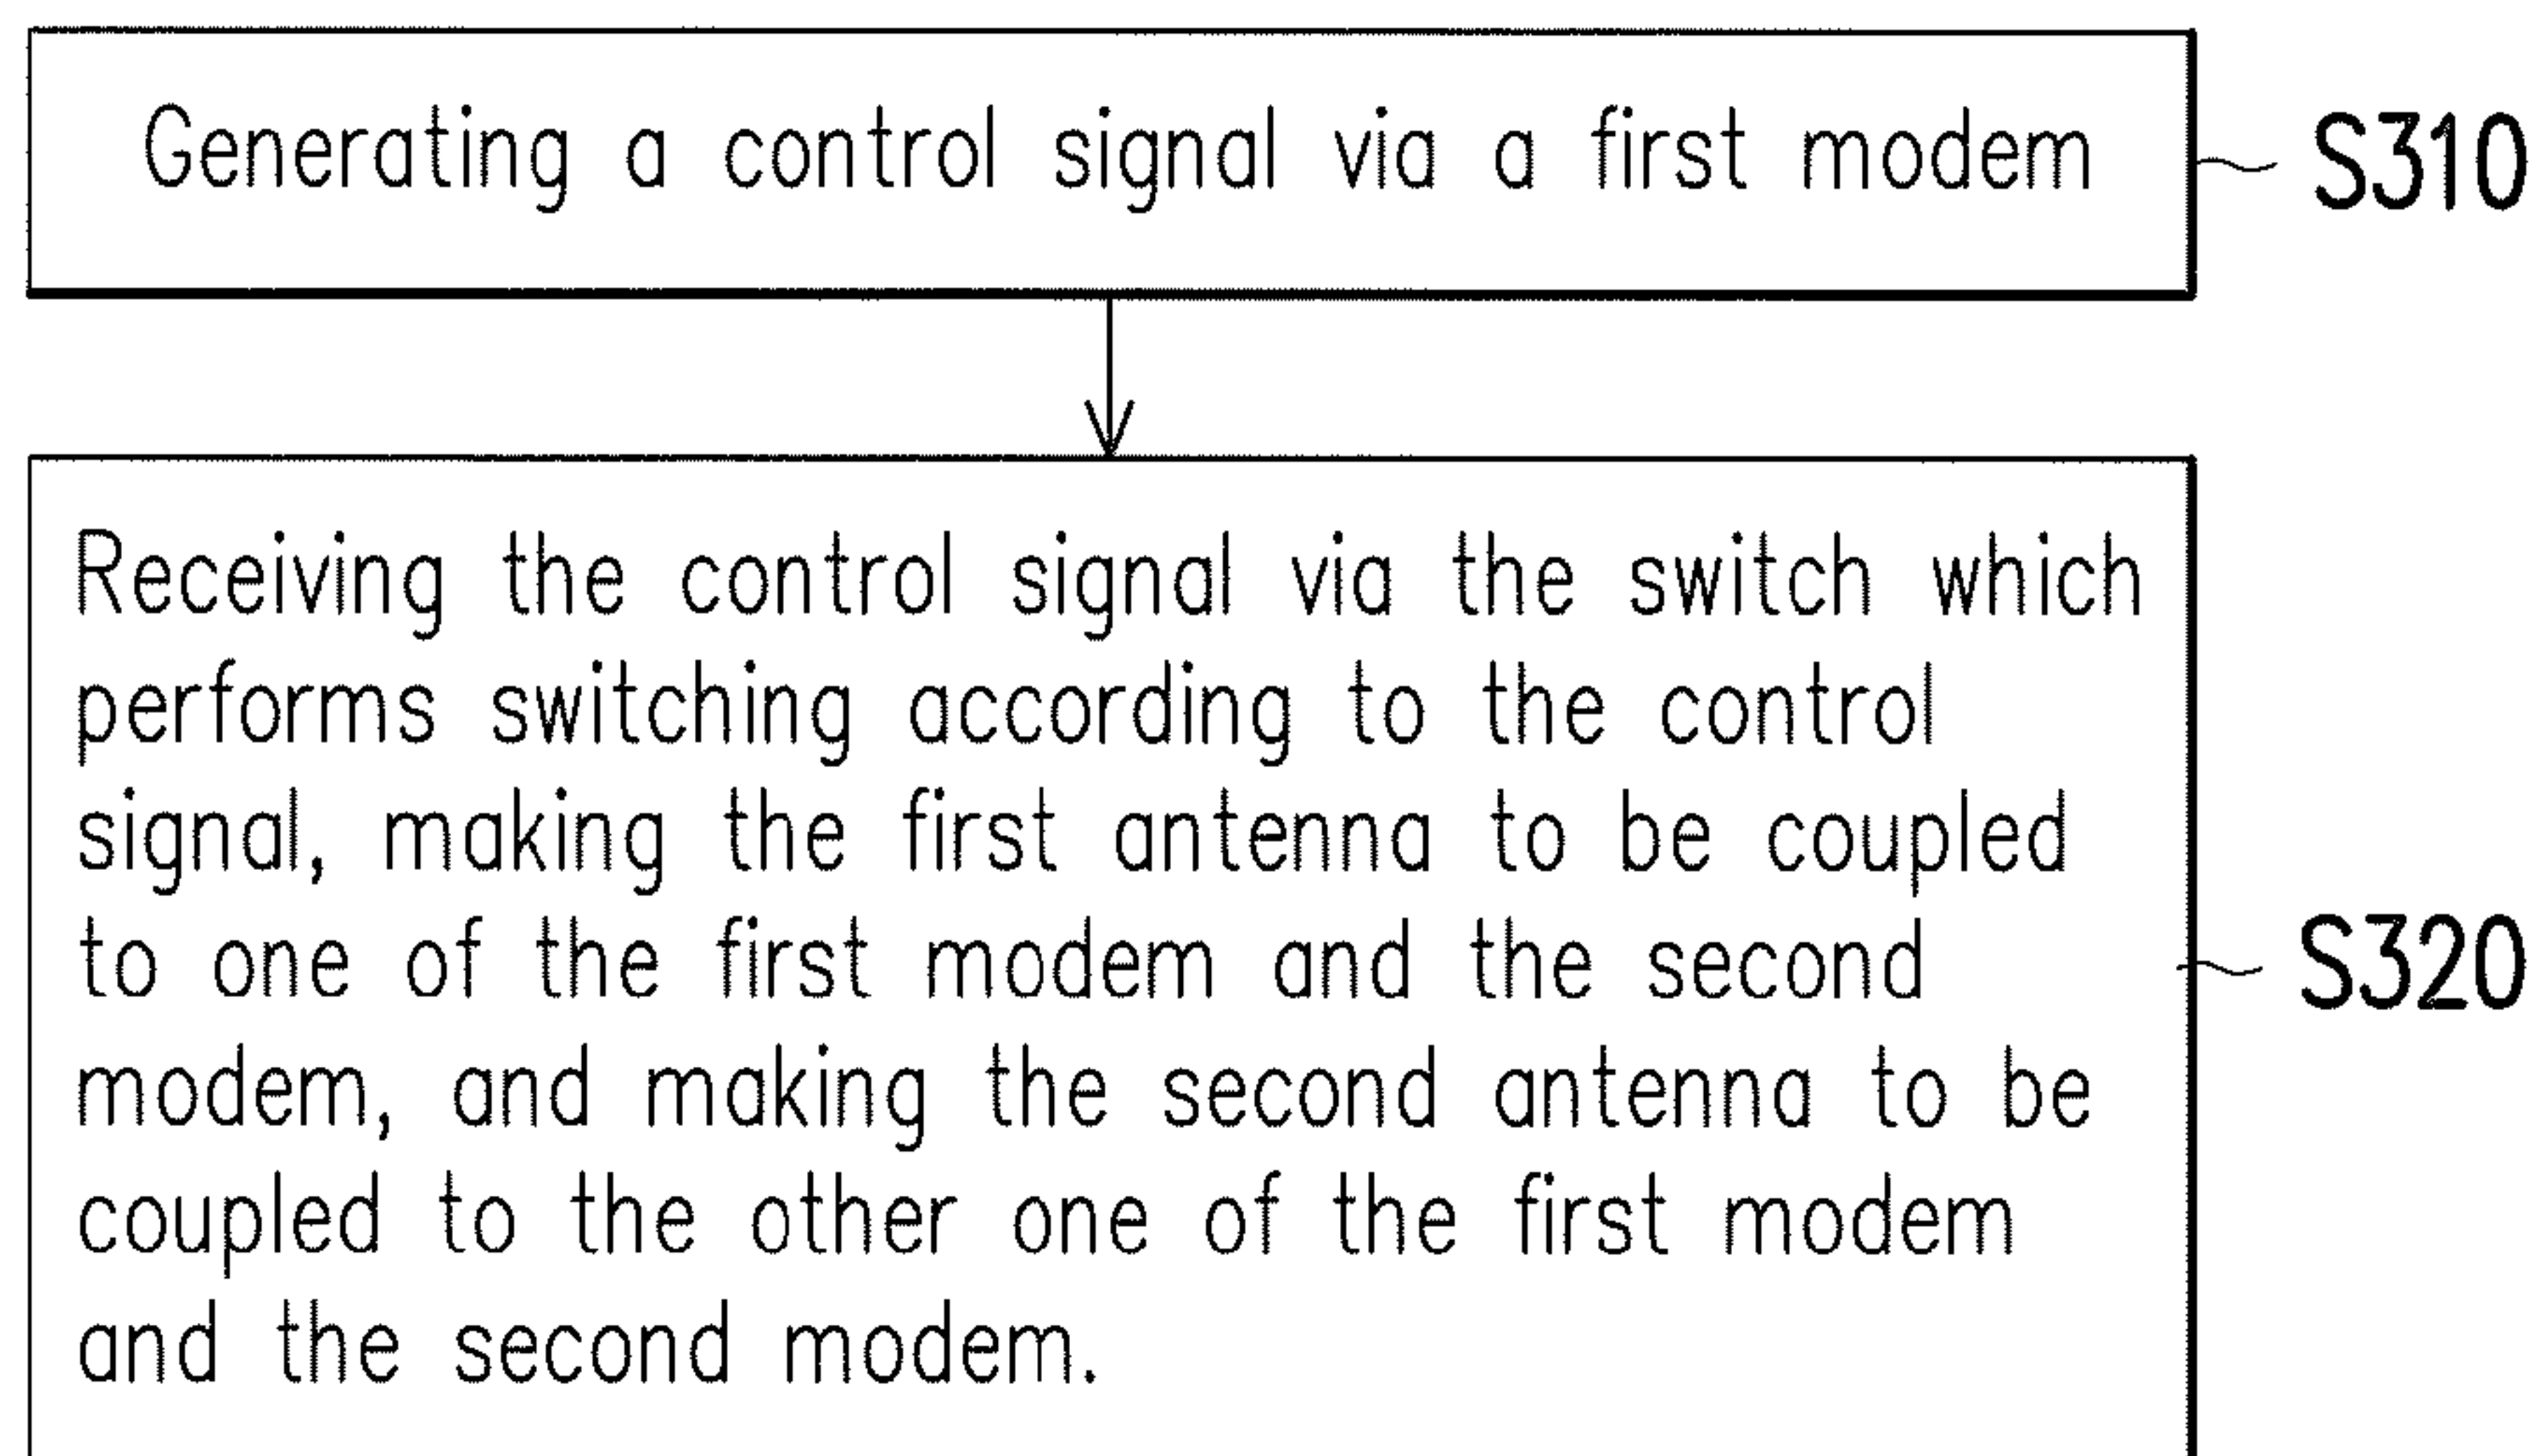 Generating a control signal via a first modem
S310
Receiving the control signal via the switch which
performs switching according to the control
signal, making the first antenna to be coupled
to one of the first modem and the second
modem, and making the second antenna to be
coupled to the other one of the first modem
and the second modem.
S320